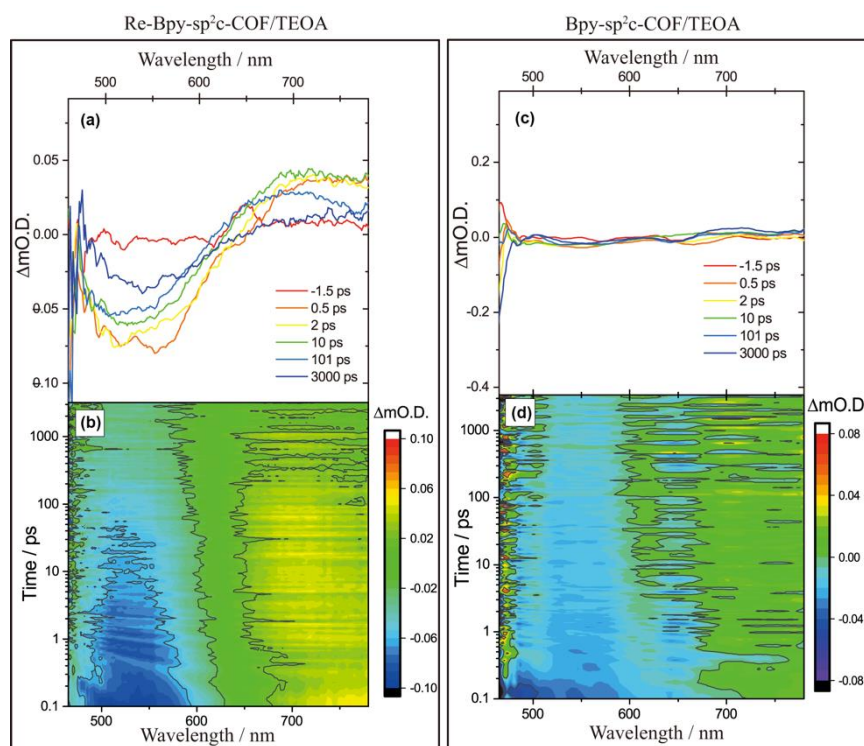 Re-Bpy-sp²c-COF/TEOA
Wavelength / nm
500 600 700
(a)
0.05
0.00
0.05
0.10
ΔmO.D.
-1.5 ps
0.5 ps
2 ps
10 ps
101 ps
3000 ps
(b)
1000
100
10
1
0.1
Time / ps
500 600 700
Wavelength / nm
ΔmO.D.
0.10
0.06
0.02
-0.02
-0.06
-0.10
Bpy-sp²c-COF/TEOA
Wavelength / nm
500 600 700
(c)
0.2
0.0
-0.2
-0.4
ΔmO.D.
-1.5 ps
0.5 ps
2 ps
10 ps
101 ps
3000 ps
(d)
1000
100
10
1
0.1
Time / ps
500 600 700
Wavelength / nm
ΔmO.D.
0.08
0.04
0.00
-0.04
-0.08